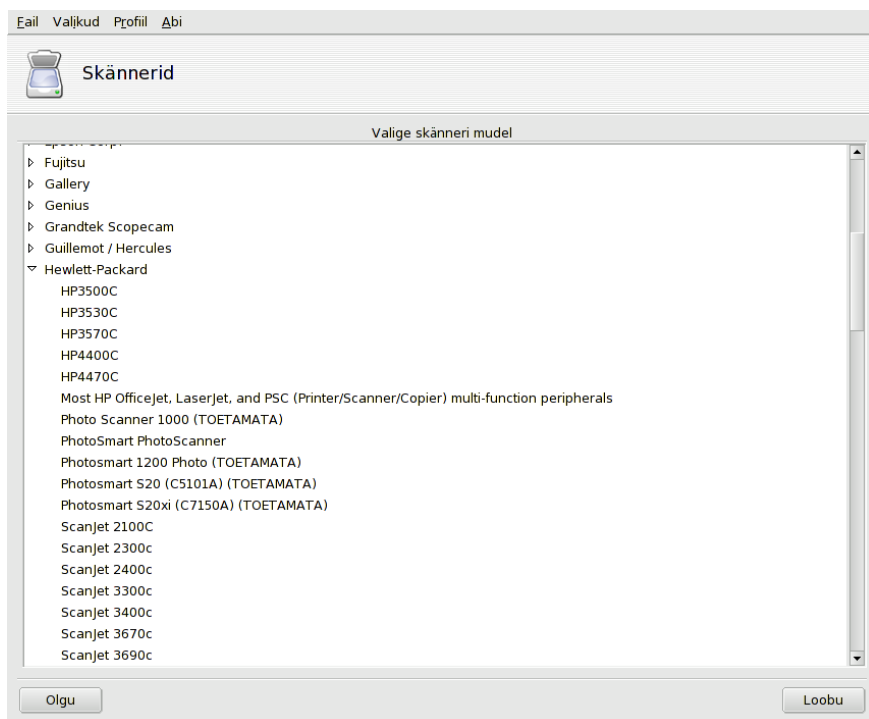 Fail Valikud Profiil Abi
Skännerid
Valige skänneri mudel
Fujitsu
Gallery
Genius
Grandtek Scopecam
Guillemot / Hercules
Hewlett-Packard
HP3500C
HP3530C
HP3570C
HP4400C
HP4470C
Most HP OfficeJet, LaserJet, and PSC (Printer/Scanner/Copier) multi-function peripherals
Photo Scanner 1000 (TOETAMATA)
PhotoSmart PhotoScanner
Photosmart 1200 Photo (TOETAMATA)
Photosmart S20 (C5101A) (TOETAMATA)
Photosmart S20xi (C7150A) (TOETAMATA)
ScanJet 2100C
ScanJet 2300c
ScanJet 2400c
ScanJet 3300c
ScanJet 3400c
ScanJet 3670c
ScanJet 3690c
Olgu Loobu